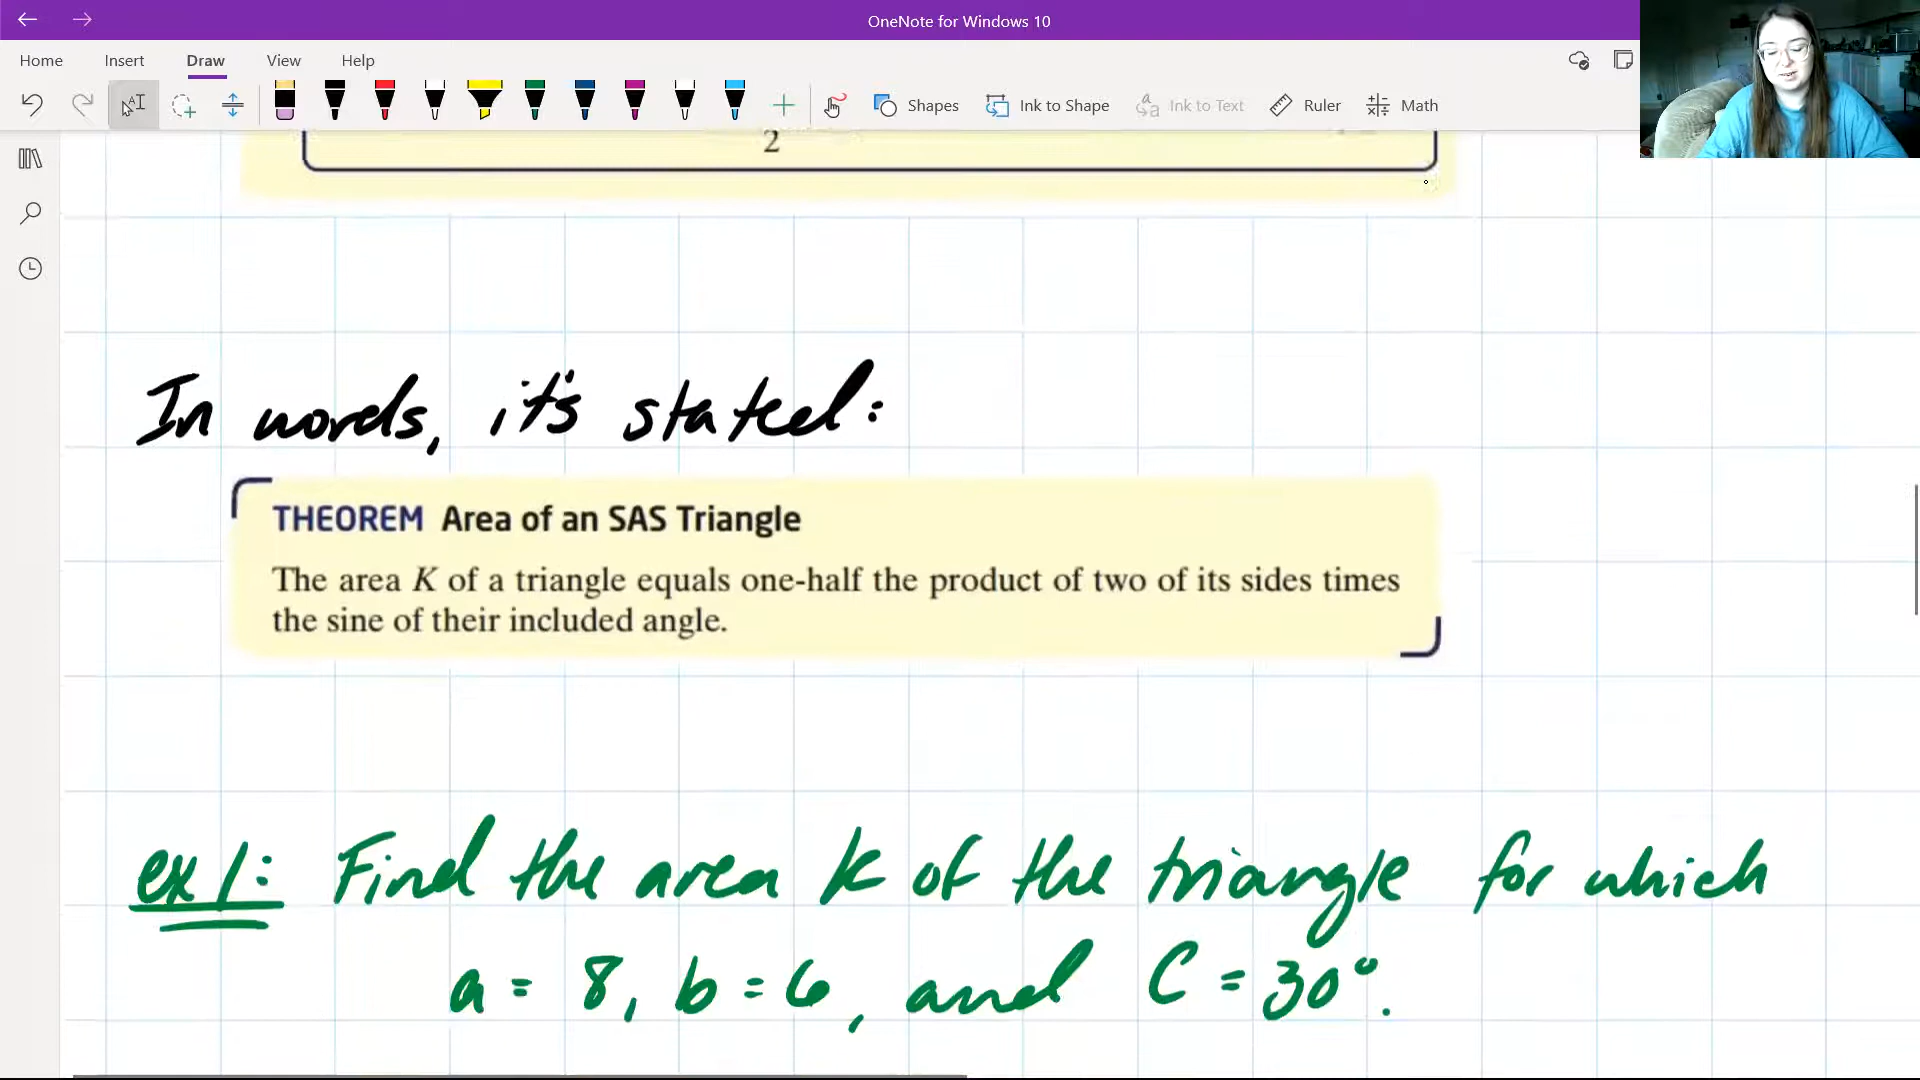 OneNote for Windows 10
Home Insert Draw View Help
Shapes Ink to Shape Ink to Text Ruler Math
2
In words, it's stated:
THEOREM Area of an SAS Triangle
The area K of a triangle equals one-half the product of two of its sides times
the sine of their included angle.
ex 1: Find the area K of the triangle for which
a = 8, b = 6, and C = 30°.